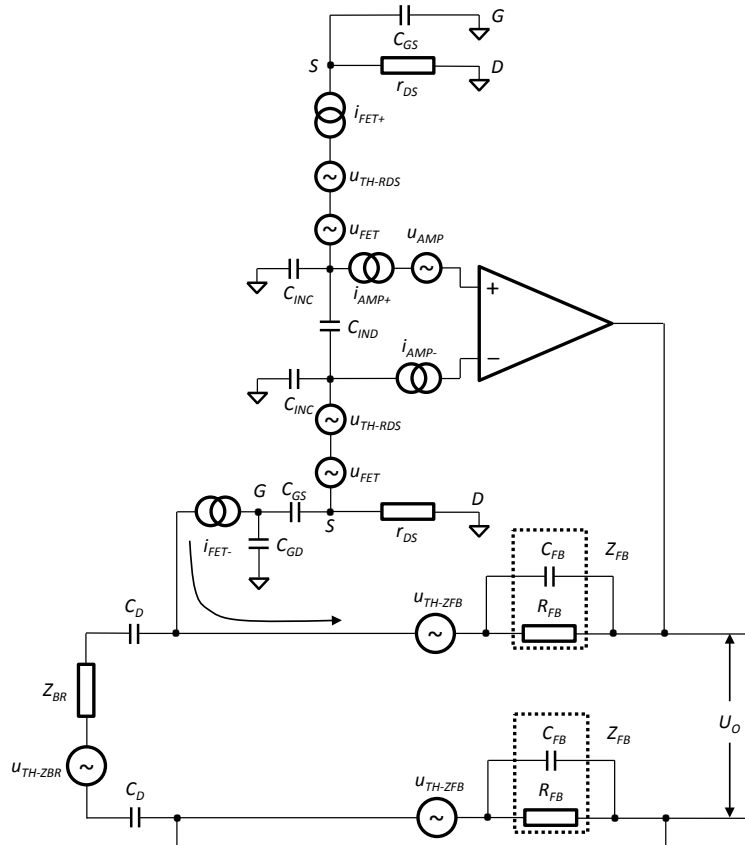 G
C_GS
S
D
r_DS
i_FET+
u_TH-RDS
u_FET
u_AMP
+
C_INC
i_AMP+
C_IND
i_AMP-
−
C_INC
u_TH-RDS
u_FET
G
C_GS
D
S
r_DS
i_FET-
C_GD
C_FB
Z_FB
u_TH-ZFB
C_D
R_FB
Z_BR
U_O
C_FB
Z_FB
u_TH-ZFB
u_TH-ZBR
C_D
R_FB